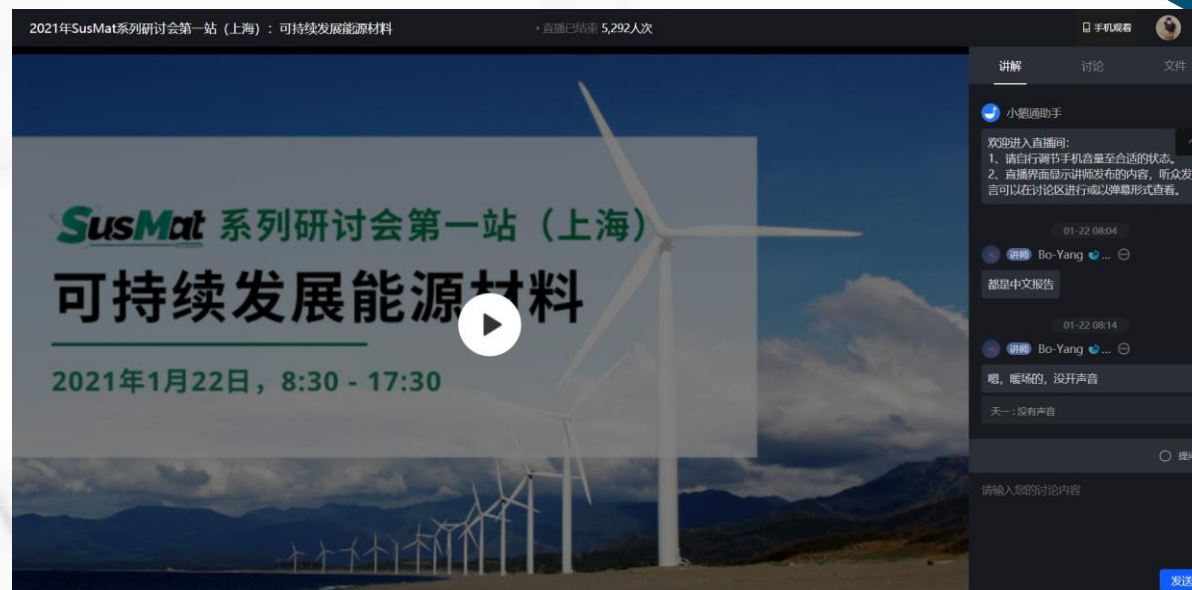 2021年SusMat系列研讨会第一站（上海）：可持续发展能源材料
• 直播已结束 5,292人次
手机观看
讲解 讨论 文件
小鹅通助手
欢迎进入直播间：
1、请自行调节手机音量至合适的状态。
2、直播界面显示讲师发布的内容，听众发
言可以在讨论区进行或以弹幕形式查看。
01-22 08:04
讲师 Bo-Yang ...
都是中文报告
01-22 08:14
讲师 Bo-Yang ...
嗯，暖场的，没开声音
天一：没有声音
提问
请输入您的讨论内容
发送
SusMat 系列研讨会第一站（上海）
可持续发展能源材料
2021年1月22日，8:30 - 17:30